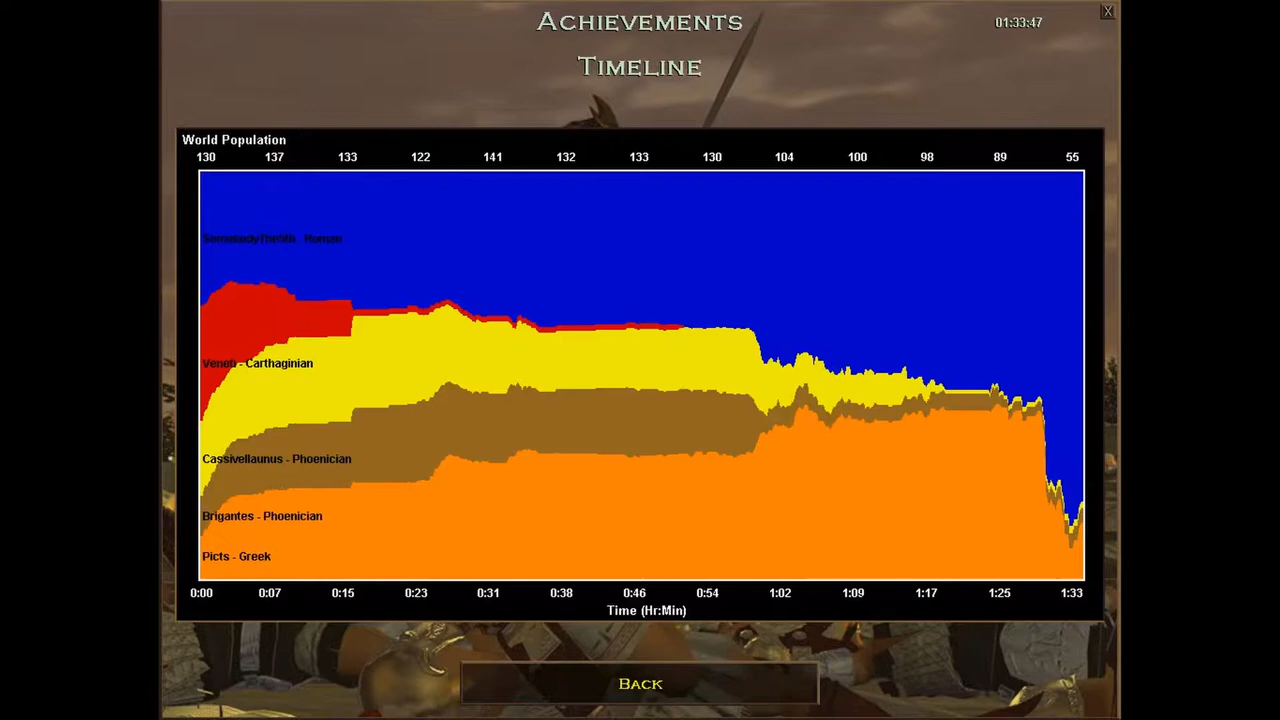 ACHIEVEMENTS
01:33:47
X
TIMELINE
World Population
130 137 133 122 141 132 133 130 104 100 98 89 55
Roman
Veneti - Carthaginian
Cassivellaunus - Phoenician
Brigantes - Phoenician
Picts - Greek
0:00 0:07 0:15 0:23 0:31 0:38 0:46 0:54 1:02 1:09 1:17 1:25 1:33
Time (Hr:Min)
BACK